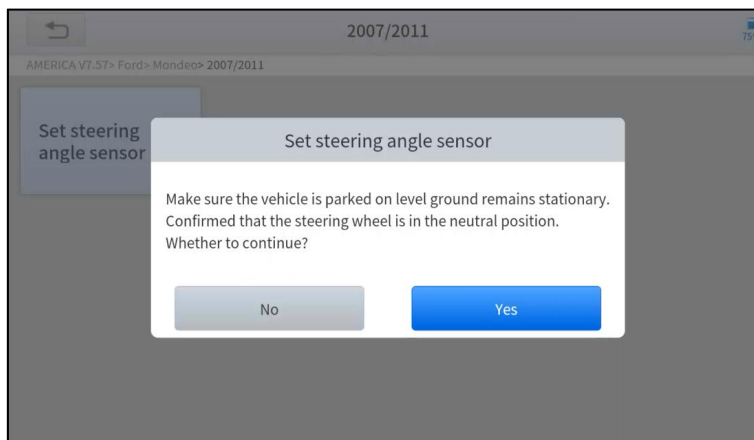 2007/2011
75%
AMERICA V7.57> Ford> Mondeo> 2007/2011
Set steering
angle sensor
Set steering angle sensor
Make sure the vehicle is parked on level ground remains stationary.
Confirmed that the steering wheel is in the neutral position.
Whether to continue?
No
Yes